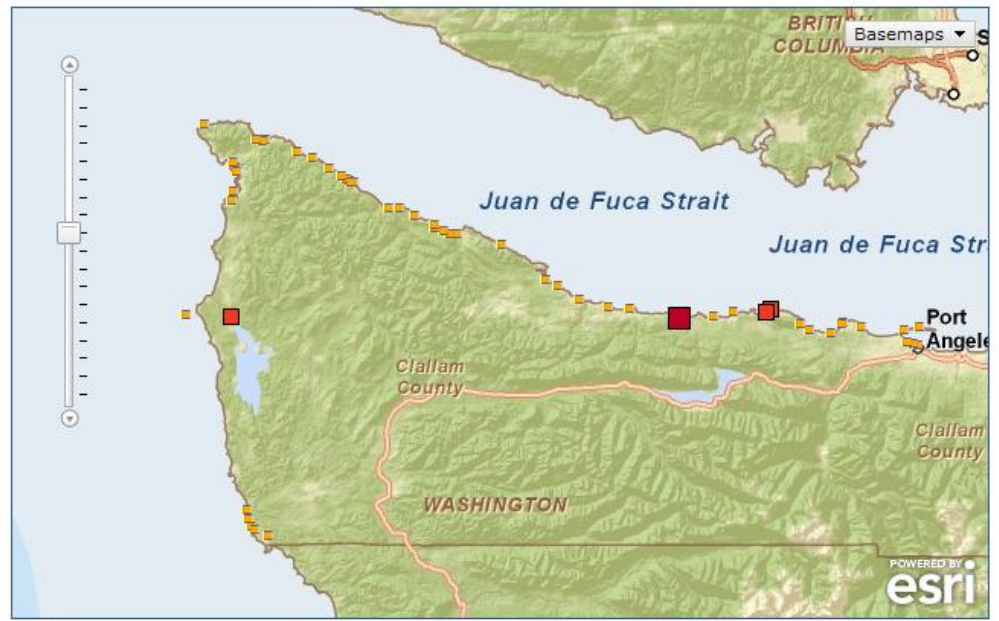 BRITI
COLUMBIA
Basemaps
S
Juan de Fuca Strait
Juan de Fuca Str
Port
Angele
Clallam
County
Clallam
County
WASHINGTON
POWERED BY
esri